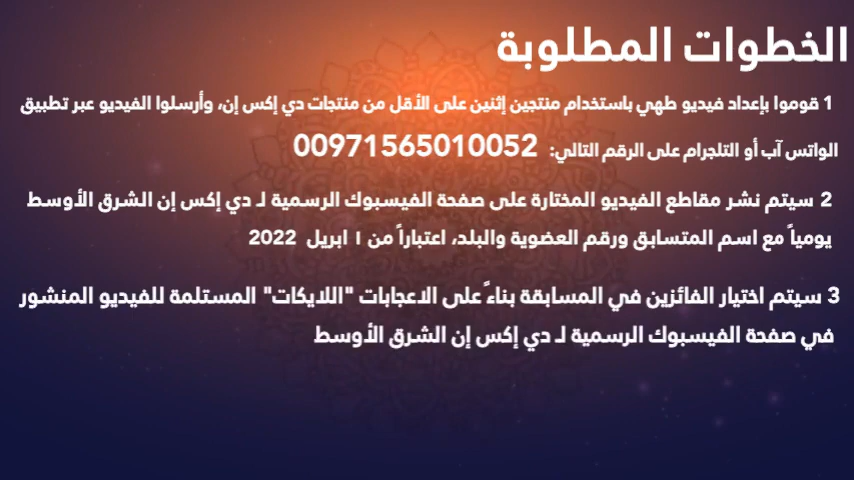 الخطوات المطلوبة
1 قوموا بإعداد فيديو طهي باستخدام منتجين إثنين على الأقل من منتجات دي إكس إن، وأرسلوا الفيديو عبر تطبيق
الواتس آب أو التلجرام على الرقم التالي: 00971565010052
2 سيتم نشر مقاطع الفيديو المختارة على صفحة الفيسبوك الرسمية لـ دي إكس إن الشرق الأوسط
يومياً مع اسم المتسابق ورقم العضوية والبلد، اعتباراً من ١ ابريل 2022
3 سيتم اختيار الفائزين في المسابقة بناءً على الاعجابات "اللايكات" المستلمة للفيديو المنشور
في صفحة الفيسبوك الرسمية لـ دي إكس إن الشرق الأوسط